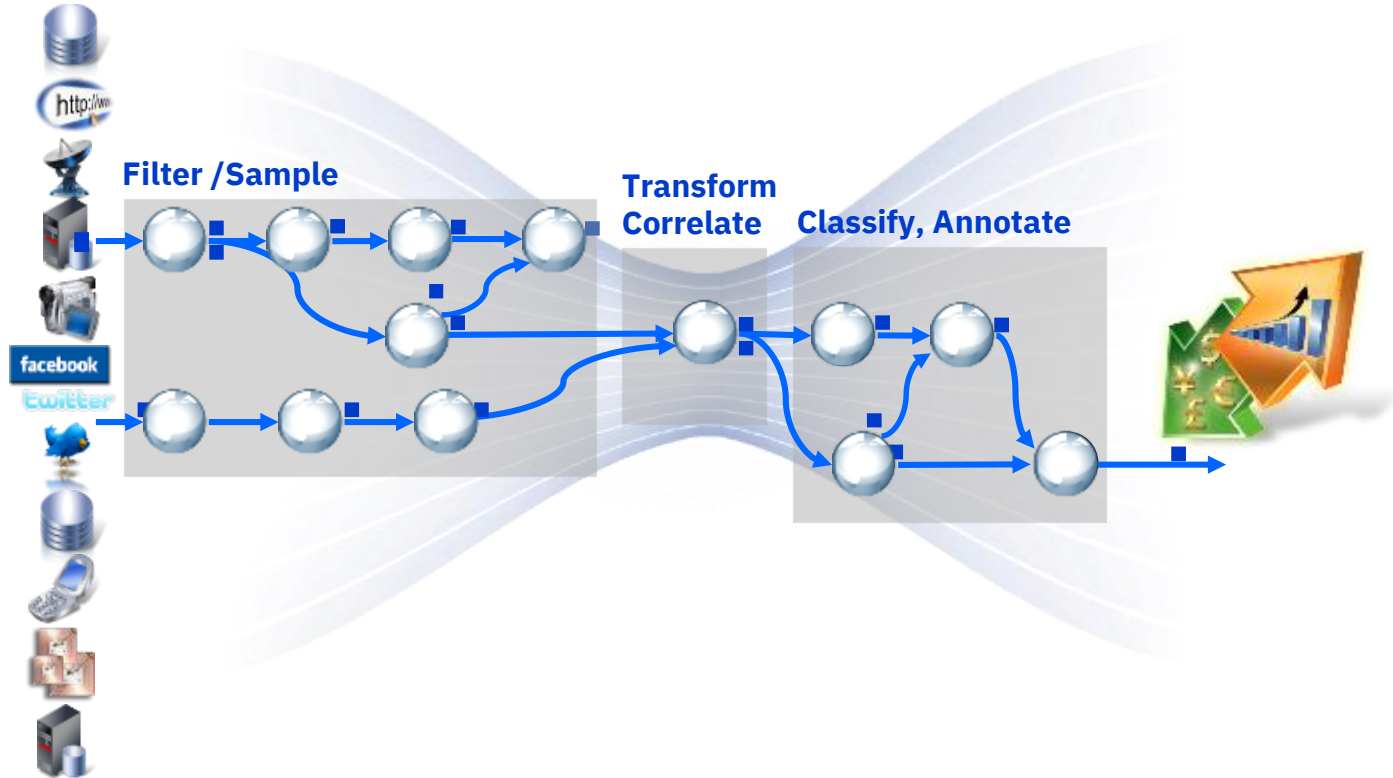 http://ww
Filter /Sample
Transform
Correlate
Classify, Annotate
facebook
twitter
$
¥
€
£